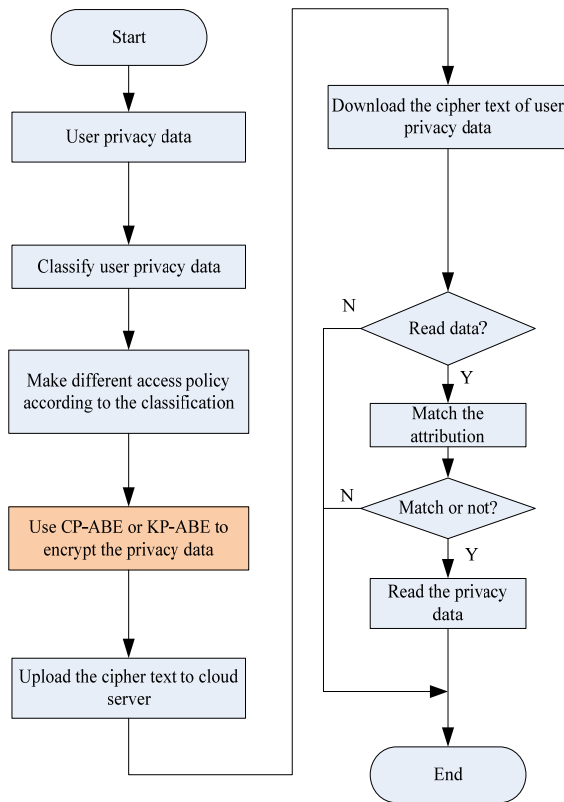 Start
User privacy data
Classify user privacy data
Make different access policy
according to the classification
Use CP-ABE or KP-ABE to
encrypt the privacy data
Upload the cipher text to cloud
server
Download the cipher text of user
privacy data
N
Read data?
Y
Match the
attribution
N
Match or not?
Y
Read the privacy
data
End